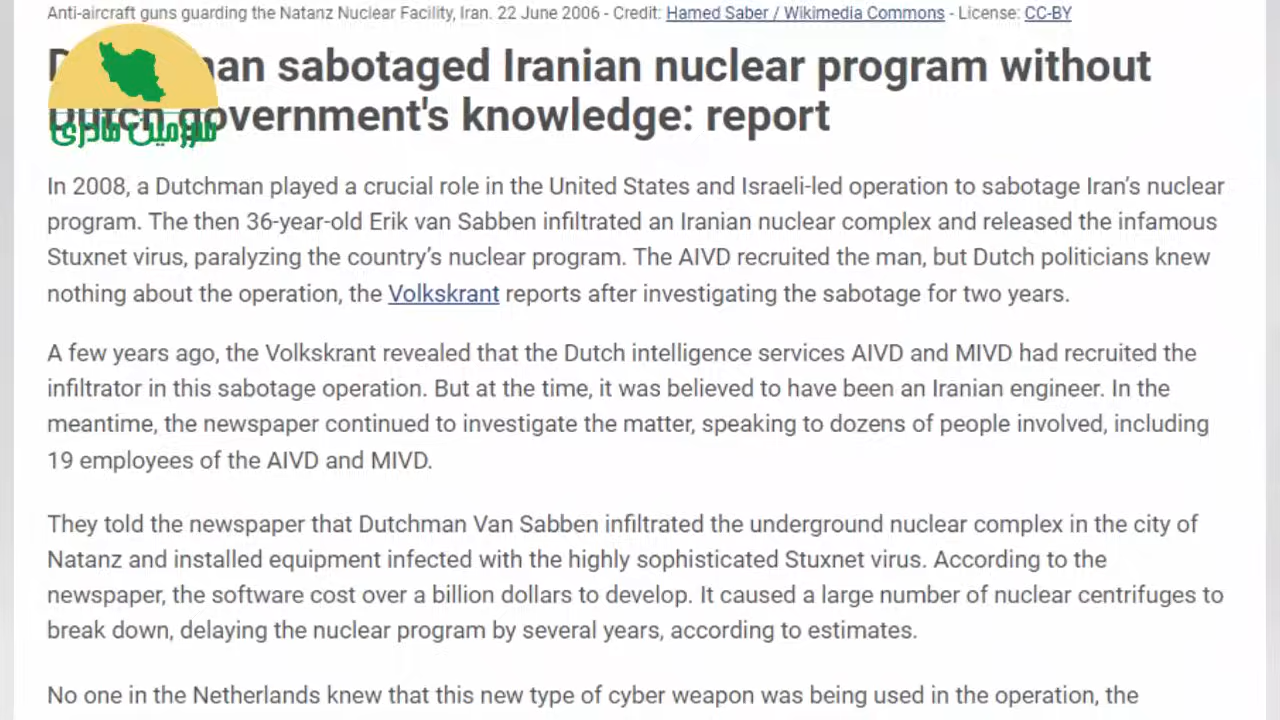 Anti-aircraft guns guarding the Natanz Nuclear Facility, Iran. 22 June 2006 - Credit: Hamed Saber / Wikimedia Commons - License: CC-BY
an sabotaged Iranian nuclear program without
Dutch government's knowledge: report
سرزمین مادری
In 2008, a Dutchman played a crucial role in the United States and Israeli-led operation to sabotage Iran's nuclear
program. The then 36-year-old Erik van Sabben infiltrated an Iranian nuclear complex and released the infamous
Stuxnet virus, paralyzing the country's nuclear program. The AIVD recruited the man, but Dutch politicians knew
nothing about the operation, the Volkskrant reports after investigating the sabotage for two years.
A few years ago, the Volkskrant revealed that the Dutch intelligence services AIVD and MIVD had recruited the
infiltrator in this sabotage operation. But at the time, it was believed to have been an Iranian engineer. In the
meantime, the newspaper continued to investigate the matter, speaking to dozens of people involved, including
19 employees of the AIVD and MIVD.
They told the newspaper that Dutchman Van Sabben infiltrated the underground nuclear complex in the city of
Natanz and installed equipment infected with the highly sophisticated Stuxnet virus. According to the
newspaper, the software cost over a billion dollars to develop. It caused a large number of nuclear centrifuges to
break down, delaying the nuclear program by several years, according to estimates.
No one in the Netherlands knew that this new type of cyber weapon was being used in the operation, the